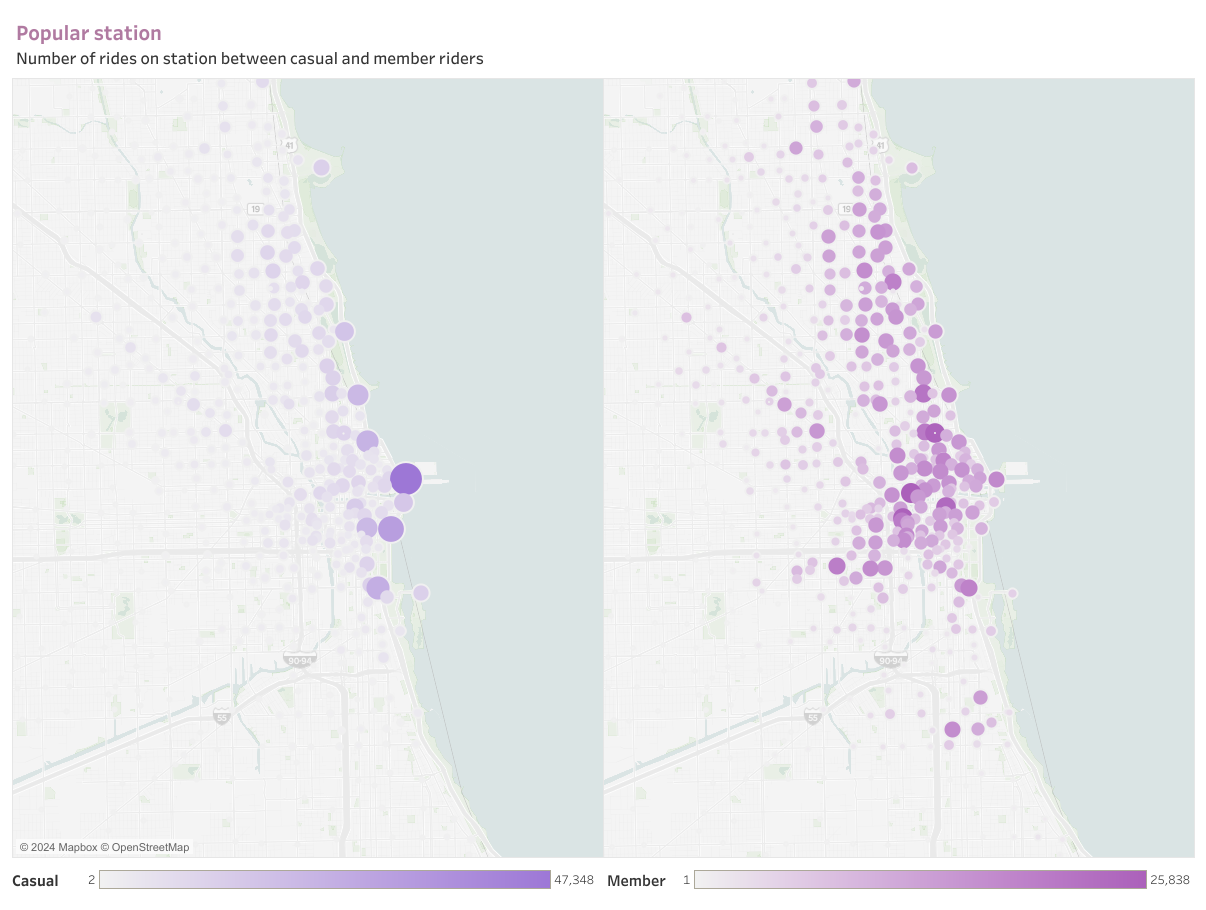 Popular station
Number of rides on station between casual and member riders
41
41
19
19
90-94
90-94
55
55
© 2024 Mapbox © OpenStreetMap
Casual 2 47,348 Member 1 25,838